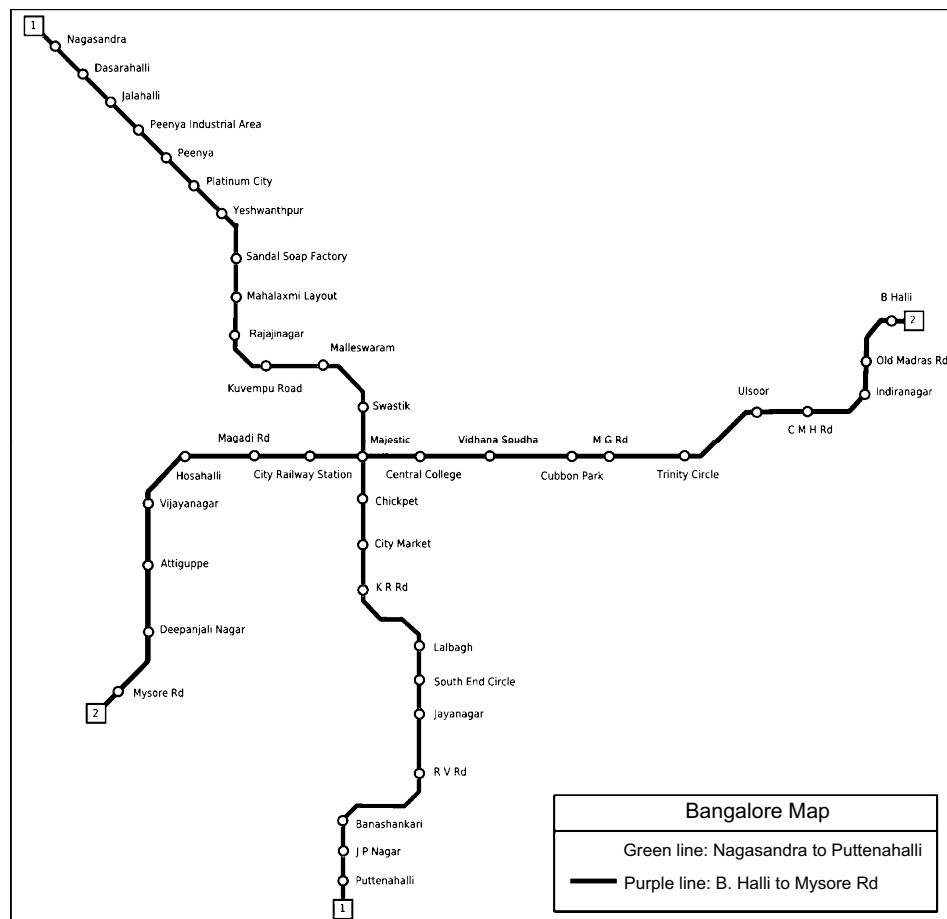 1
Nagasandra
Dasarahalli
Jalahalli
Peenya Industrial Area
Peenya
Platinum City
Yeshwanthpur
Sandal Soap Factory
Mahalaxmi Layout
Rajajinagar
Malleswaram
Kuvempu Road
Swastik
B Halli
2
Old Madras Rd
Indiranagar
Ulsoor
C M H Rd
Magadi Rd
Majestic
Vidhana Soudha
M G Rd
Hosahalli
City Railway Station
Central College
Cubbon Park
Trinity Circle
Vijayanagar
Chickpet
City Market
Attiguppe
K R Rd
Deepanjali Nagar
Lalbagh
South End Circle
Mysore Rd
2
Jayanagar
R V Rd
Banashankari
J P Nagar
Puttenahalli
1
Bangalore Map
Green line: Nagasandra to Puttenahalli
Purple line: B. Halli to Mysore Rd